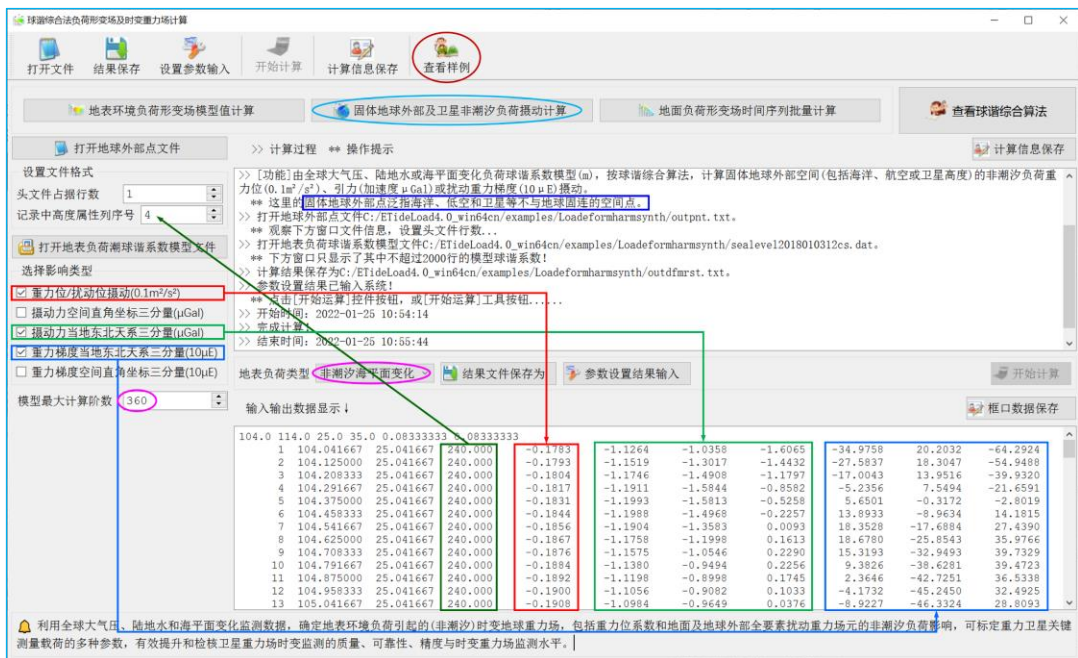 球谐综合法负荷形变场及时变重力场计算
打开文件 结果保存 设置参数输入 开始计算 计算信息保存 查看样例
地表环境负荷形变场模型值计算 固体地球外部及卫星非潮汐负荷摄动计算 地面负荷形变场时间序列批量计算 查看球谐综合算法
打开地球外部点文件 >> 计算过程 ** 操作提示 计算信息保存
设置文件格式
头文件占据行数 1
记录中高度属性列序号 4
打开地表负荷潮球谐系数模型文件
选择影响类型
重力位/扰动位摄动(0.1m²/s²)
摄动力空间直角坐标三分量(μGal)
摄动力当地东北天系三分量(μGal)
重力梯度当地东北天系三分量(10μE)
重力梯度空间直角坐标三分量(10μE)
模型最大计算阶数 360
>> [功能]由全球大气压、陆地水或海平面变化负荷球谐系数模型(m)，按球谐综合算法，计算固体地球外部空间(包括海洋、航空或卫星高度)的非潮汐负荷重
力位(0.1m²/s²)、引力(加速度μGal)或扰动重力梯度(10μE)摄动。
** 这里的固体地球外部点泛指海洋、低空和卫星等不与地球固连的空间点。
>> 打开地球外部点文件C:/ETideLoad4.0_win64cn/examples/Loadeformharmsynth/outpnt.txt。
** 观察下方窗口文件信息，设置头文件行数...
>> 打开地表负荷球谐系数模型文件C:/ETideLoad4.0_win64cn/examples/Loadeformharmsynth/sealevel2018010312cs.dat。
** 下方窗口只显示了其中不超过2000行的模型球谐系数！
>> 计算结果保存为C:/ETideLoad4.0_win64cn/examples/Loadeformharmsynth/outdfmrst.txt。
>> 参数设置结果已输入系统！
** 点击[开始运算]控件按钮，或[开始运算]工具按钮......
>> 开始时间：2022-01-25 10:54:14
>> 完成计算！
>> 结束时间：2022-01-25 10:55:44
地表负荷类型 非潮汐海平面变化 结果文件保存为 参数设置结果输入 开始计算
输入输出数据显示↓ 框口数据保存
104.0 114.0 25.0 35.0 0.08333333 0.08333333
1 104.041667 25.041667 240.000 -0.1783 -1.1264 -1.0358 -1.6065 -34.9758 20.2032 -64.2924
2 104.125000 25.041667 240.000 -0.1793 -1.1519 -1.3017 -1.4432 -27.5837 18.3047 -54.9488
3 104.208333 25.041667 240.000 -0.1804 -1.1746 -1.4908 -1.1797 -17.0043 13.9516 -39.9320
4 104.291667 25.041667 240.000 -0.1817 -1.1911 -1.5844 -0.8582 -5.2356 7.5494 -21.6591
5 104.375000 25.041667 240.000 -0.1831 -1.1993 -1.5813 -0.5258 5.6501 -0.3172 -2.8019
6 104.458333 25.041667 240.000 -0.1844 -1.1988 -1.4968 -0.2257 13.8933 -8.9634 14.1815
7 104.541667 25.041667 240.000 -0.1856 -1.1904 -1.3583 0.0093 18.3528 -17.6884 27.4390
8 104.625000 25.041667 240.000 -0.1867 -1.1758 -1.1998 0.1613 18.6780 -25.8543 35.9766
9 104.708333 25.041667 240.000 -0.1876 -1.1575 -1.0546 0.2290 15.3193 -32.9493 39.7329
10 104.791667 25.041667 240.000 -0.1884 -1.1380 -0.9494 0.2256 9.3826 -38.6281 39.4723
11 104.875000 25.041667 240.000 -0.1892 -1.1198 -0.8998 0.1745 2.3646 -42.7251 36.5338
12 104.958333 25.041667 240.000 -0.1900 -1.1056 -0.9082 0.1033 -4.1732 -45.2450 32.4925
13 105.041667 25.041667 240.000 -0.1908 -1.0984 -0.9649 0.0376 -8.9227 -46.3324 28.8093
利用全球大气压、陆地水和海平面变化监测数据，确定地表环境负荷引起的(非潮汐)时变地球重力场，包括重力位系数和地面及地球外部全要素扰动重力场元的非潮汐负荷影响，可标定重力卫星关键
测量载荷的多种参数，有效提升和检核卫星重力场时变监测的质量、可靠性、精度与时变重力场监测水平。